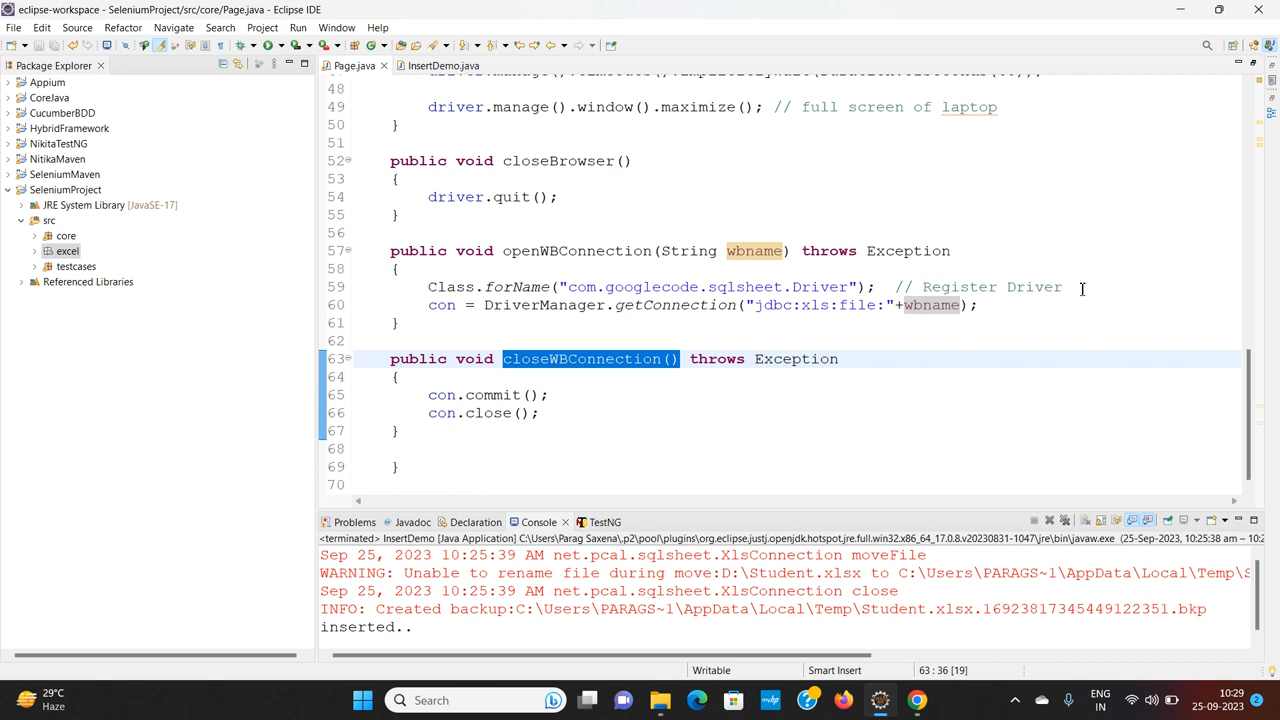 eclipse-workspace - SeleniumProject/src/core/Page.java - Eclipse IDE
File Edit Source Refactor Navigate Search Project Run Window Help
Package Explorer
Page.java InsertDemo.java
Appium
CoreJava
CucumberBDD
HybridFramework
NikitaTestNG
NitikaMaven
SeleniumMaven
SeleniumProject
JRE System Library [JavaSE-17]
src
core
excel
testcases
Referenced Libraries
48
49 driver.manage().window().maximize(); // full screen of laptop
50 }
51
52 public void closeBrowser()
53 {
54 driver.quit();
55 }
56
57 public void openWBConnection(String wbname) throws Exception
58 {
59 Class.forName("com.googlecode.sqlsheet.Driver"); // Register Driver
60 con = DriverManager.getConnection("jdbc:xls:file:"+wbname);
61 }
62
63 public void closeWBConnection() throws Exception
64 {
65 con.commit();
66 con.close();
67 }
68
69 }
70
Problems Javadoc Declaration Console TestNG
<terminated> InsertDemo [Java Application] C:\Users\Parag Saxena\.p2\pool\plugins\org.eclipse.justj.openjdk.hotspot.jre.full.win32.x86_64_17.0.8.v20230831-1047\jre\bin\javaw.exe (25-Sep-2023, 10:25:38 am – 10:2
Sep 25, 2023 10:25:39 AM net.pcal.sqlsheet.XlsConnection moveFile
WARNING: Unable to rename file during move:D:\Student.xlsx to C:\Users\PARAGS~1\AppData\Local\Temp\S
Sep 25, 2023 10:25:39 AM net.pcal.sqlsheet.XlsConnection close
INFO: Created backup:C:\Users\PARAGS~1\AppData\Local\Temp\Student.xlsx.16923817345449122351.bkp
inserted..
Writable Smart Insert 63 : 36 [19]
29°C
Haze
Search
ENG
IN
10:29
25-09-2023
2